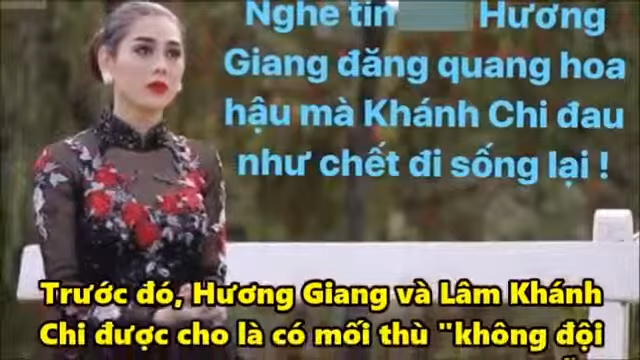 Nghe tin Hương
Giang đăng quang hoa
hậu mà Khánh Chi đau
như chết đi sống lại !
Trước đó, Hương Giang và Lâm Khánh
Chi được cho là có mối thù "không đội